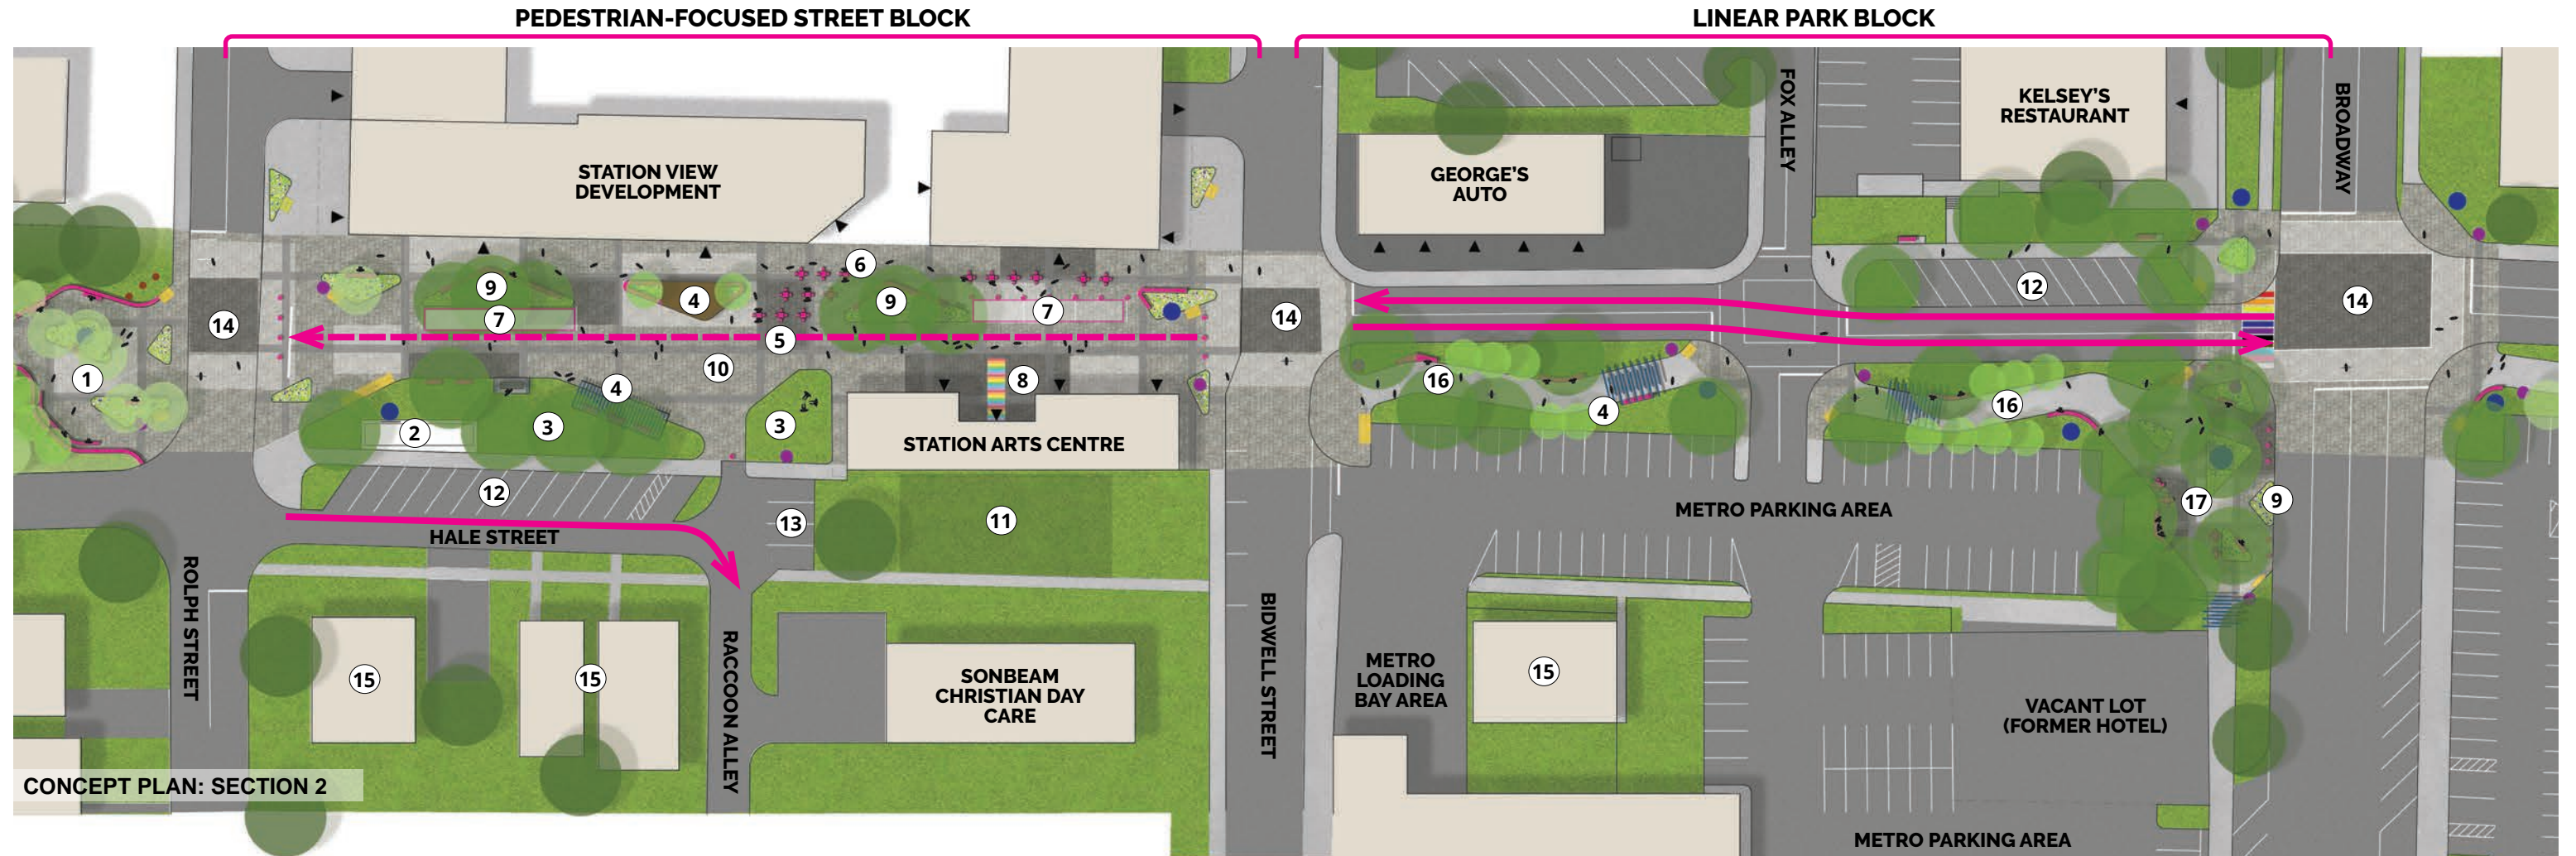 PEDESTRIAN-FOCUSED STREET BLOCK
LINEAR PARK BLOCK
STATION VIEW
DEVELOPMENT
GEORGE'S
AUTO
FOX ALLEY
KELSEY'S
RESTAURANT
BROADWAY
6
9
4
9
7
7
12
14
14
14
5
10
1
8
4
16
4
16
2
3
3
STATION ARTS CENTRE
12
13
11
METRO PARKING AREA
17
9
HALE STREET
ROLPH STREET
RACCOON ALLEY
BIDWELL STREET
15
15
SONBEAM
CHRISTIAN DAY
CARE
METRO
LOADING
BAY AREA
15
VACANT LOT
(FORMER HOTEL)
CONCEPT PLAN: SECTION 2
METRO PARKING AREA